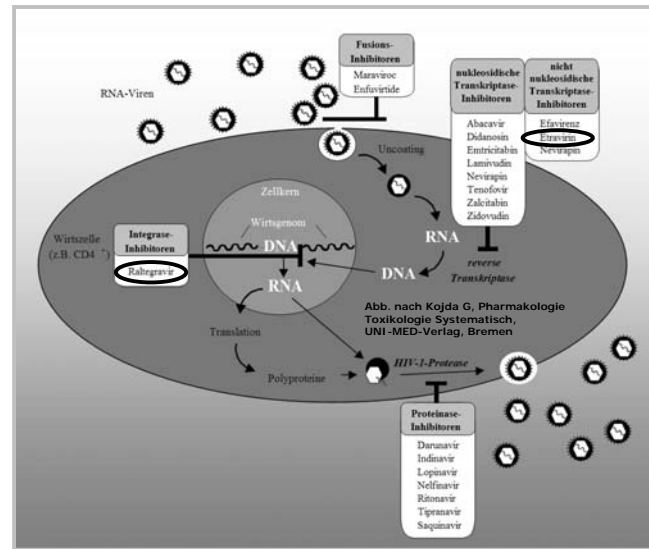 RNA-Viren
Fusions-
Inhibitoren
Maraviroc
Enfuvirtide
nukleosidische
Transkriptase-
Inhibitoren
Abacavir
Didanosin
Emtricitabin
Lamivudin
Nevirapin
Tenofovir
Zalcitabin
Zidovudin
nicht
nukleosidische
Transkriptase-
Inhibitoren
Efavirenz
Etravirin
Nevirapin
Uncoating
Zellkern
Wirtsgenom
DNA
RNA
RNA
DNA
reverse
Transkriptase
Wirtszelle
(z.B. CD4 +)
Integrase-
Inhibitoren
Raltegravir
Abb. nach Kojda G, Pharmakologie
Toxikologie Systematisch,
UNI-MED-Verlag, Bremen
Translation
Polyproteine
HIV-1-Protease
Proteinase-
Inhibitoren
Darunavir
Indinavir
Lopinavir
Nelfinavir
Ritonavir
Tipranavir
Saquinavir